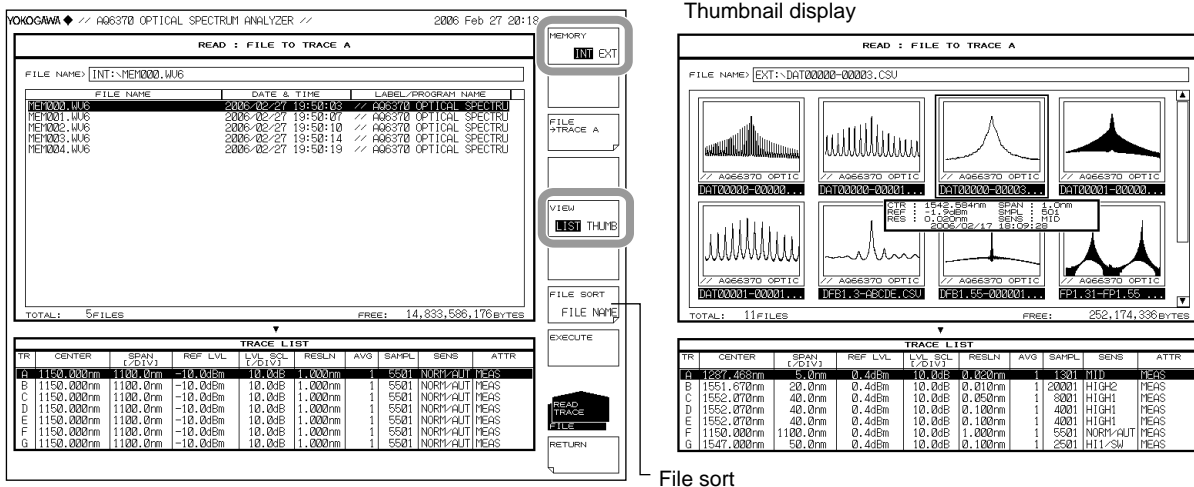 YOKOGAWA ◆ // AQ6370 OPTICAL SPECTRUM ANALYZER // 2006 Feb 27 20:18
READ : FILE TO TRACE A
FILE NAME> INT:\MEM000.WV6
FILE NAME DATE & TIME LABEL/PROGRAM NAME
MEM000.WV6 2006/02/27 19:50:03 // AQ6370 OPTICAL SPECTRU
MEM001.WV6 2006/02/27 19:50:07 // AQ6370 OPTICAL SPECTRU
MEM002.WV6 2006/02/27 19:50:10 // AQ6370 OPTICAL SPECTRU
MEM003.WV6 2006/02/27 19:50:14 // AQ6370 OPTICAL SPECTRU
MEM004.WV6 2006/02/27 19:50:19 // AQ6370 OPTICAL SPECTRU
TOTAL: 5FILES FREE: 14,833,586,176BYTES
▼
TRACE LIST
TR CENTER SPAN [/DIV] REF LVL LVL SCL [/DIV] RESLN AVG SAMPL SENS ATTR
A 1150.000nm 1100.0nm -10.0dBm 10.0dB 1.000nm 1 5501 NORM/AUT MEAS
B 1150.000nm 1100.0nm -10.0dBm 10.0dB 1.000nm 1 5501 NORM/AUT MEAS
C 1150.000nm 1100.0nm -10.0dBm 10.0dB 1.000nm 1 5501 NORM/AUT MEAS
D 1150.000nm 1100.0nm -10.0dBm 10.0dB 1.000nm 1 5501 NORM/AUT MEAS
E 1150.000nm 1100.0nm -10.0dBm 10.0dB 1.000nm 1 5501 NORM/AUT MEAS
F 1150.000nm 1100.0nm -10.0dBm 10.0dB 1.000nm 1 5501 NORM/AUT MEAS
G 1150.000nm 1100.0nm -10.0dBm 10.0dB 1.000nm 1 5501 NORM/AUT MEAS
MEMORY
INT EXT
FILE
→TRACE A
VIEW
LIST THUMB
FILE SORT
FILE NAME
EXECUTE
READ
TRACE
FILE
RETURN
File sort
Thumbnail display
READ : FILE TO TRACE A
FILE NAME> EXT:\DAT00000-00003.CSV
// AQ66370 OPTIC // AQ66370 OPTIC // AQ66370 OPTIC // AQ66370 OPTIC
DAT00000-00000... DAT00000-00001... DAT00000-00003... DAT00001-00000...
CTR : 1542.584nm SPAN : 1.0nm
REF : -1.9dBm SMPL : 501
RES : 0.020nm SENS : MID
2006/02/17 18:09:28
// AQ66370 OPTIC // AQ66370 OPTIC // AQ66370 OPTIC // AQ66370 OPTIC
DAT00001-00001... DFB1.3-ABCDE.CSV DFB1.55-000001... FP1.31-FP1.55 ...
TOTAL: 11FILES FREE: 252,174,336BYTES
▼
TRACE LIST
TR CENTER SPAN [/DIV] REF LVL LVL SCL [/DIV] RESLN AVG SAMPL SENS ATTR
A 1287.468nm 5.0nm 0.4dBm 10.0dB 0.020nm 1 1301 MID MEAS
B 1551.670nm 20.0nm 0.4dBm 10.0dB 0.010nm 1 20001 HIGH2 MEAS
C 1552.070nm 40.0nm 0.4dBm 10.0dB 0.050nm 1 8001 HIGH1 MEAS
D 1552.070nm 40.0nm 0.4dBm 10.0dB 0.100nm 1 4001 HIGH1 MEAS
E 1552.070nm 40.0nm 0.4dBm 10.0dB 0.100nm 1 4001 HIGH1 MEAS
F 1150.000nm 1100.0nm 0.4dBm 10.0dB 1.000nm 1 5501 NORM/AUT MEAS
G 1547.000nm 50.0nm 0.4dBm 10.0dB 0.100nm 1 2501 HI1/SW MEAS